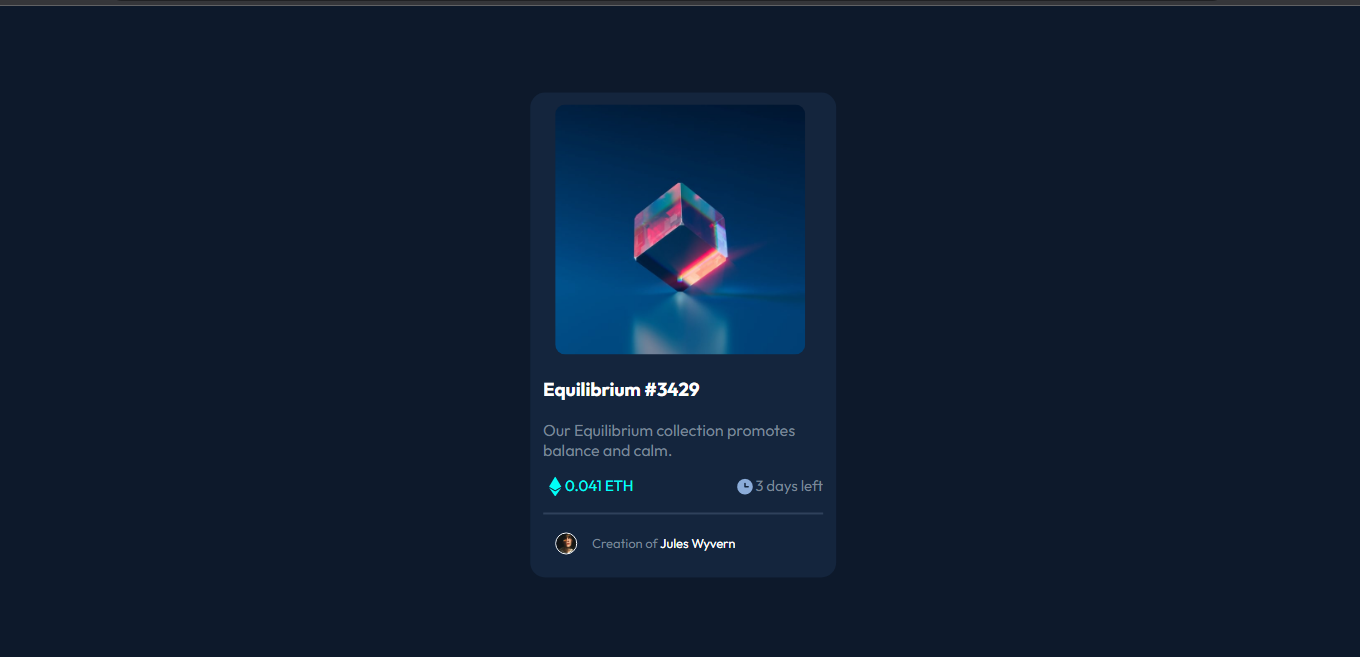 Equilibrium #3429
Our Equilibrium collection promotes
balance and calm.
0.041 ETH
3 days left
Creation of Jules Wyvern